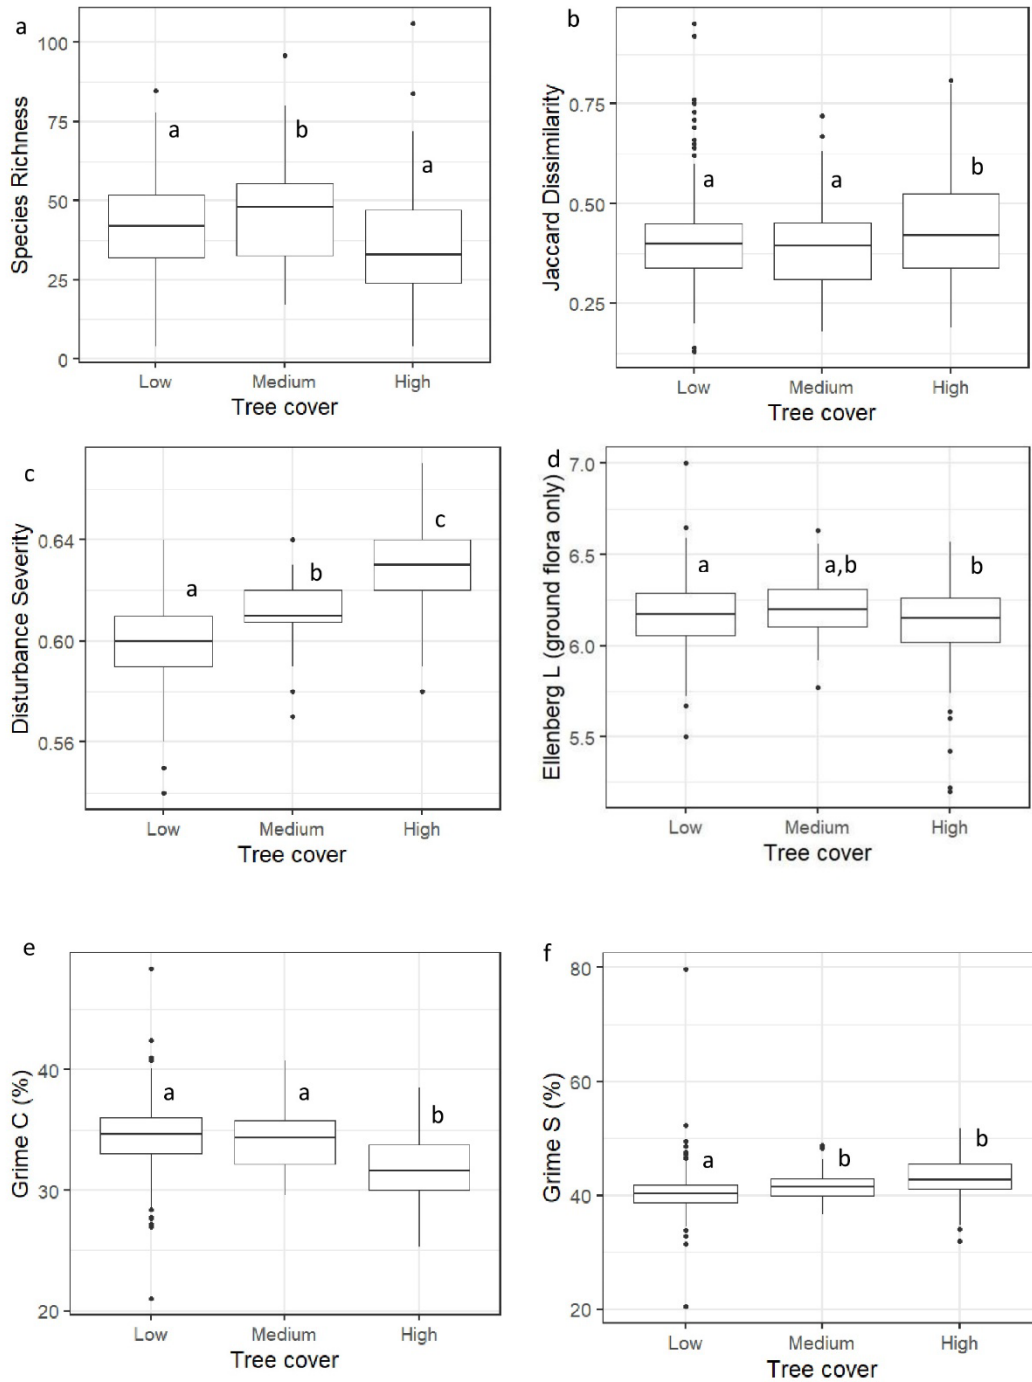 a
Species Richness
100
75
50
25
0
a
b
a
Low Medium High
Tree cover
b
Jaccard Dissimilarity
0.75
0.50
0.25
a
a
b
Low Medium High
Tree cover
c
Disturbance Severity
0.64
0.60
0.56
a
b
c
Low Medium High
Tree cover
d
Ellenberg L (ground flora only)
7.0
6.5
6.0
5.5
a
a,b
b
Low Medium High
Tree cover
e
Grime C (%)
40
30
20
a
a
b
Low Medium High
Tree cover
f
Grime S (%)
80
60
40
20
a
b
b
Low Medium High
Tree cover